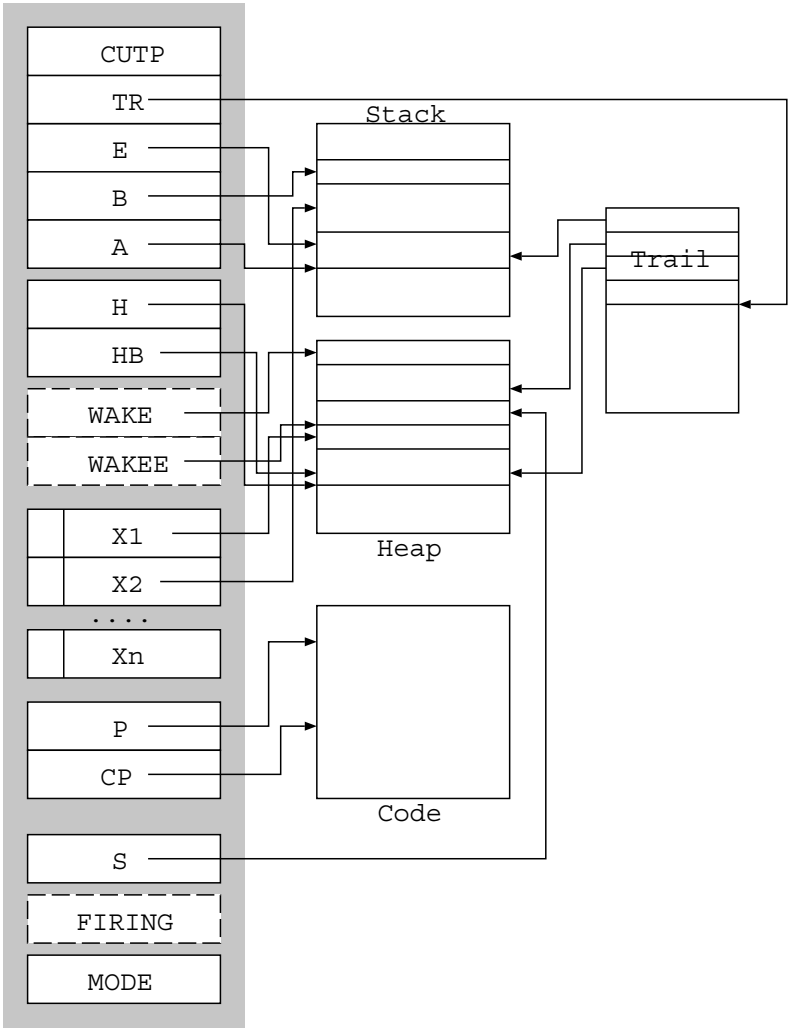 CUTP
TR
E
B
A
H
HB
WAKE
WAKEE
X1
X2
....
Xn
P
CP
S
FIRING
MODE
Stack
Heap
Code
Trail